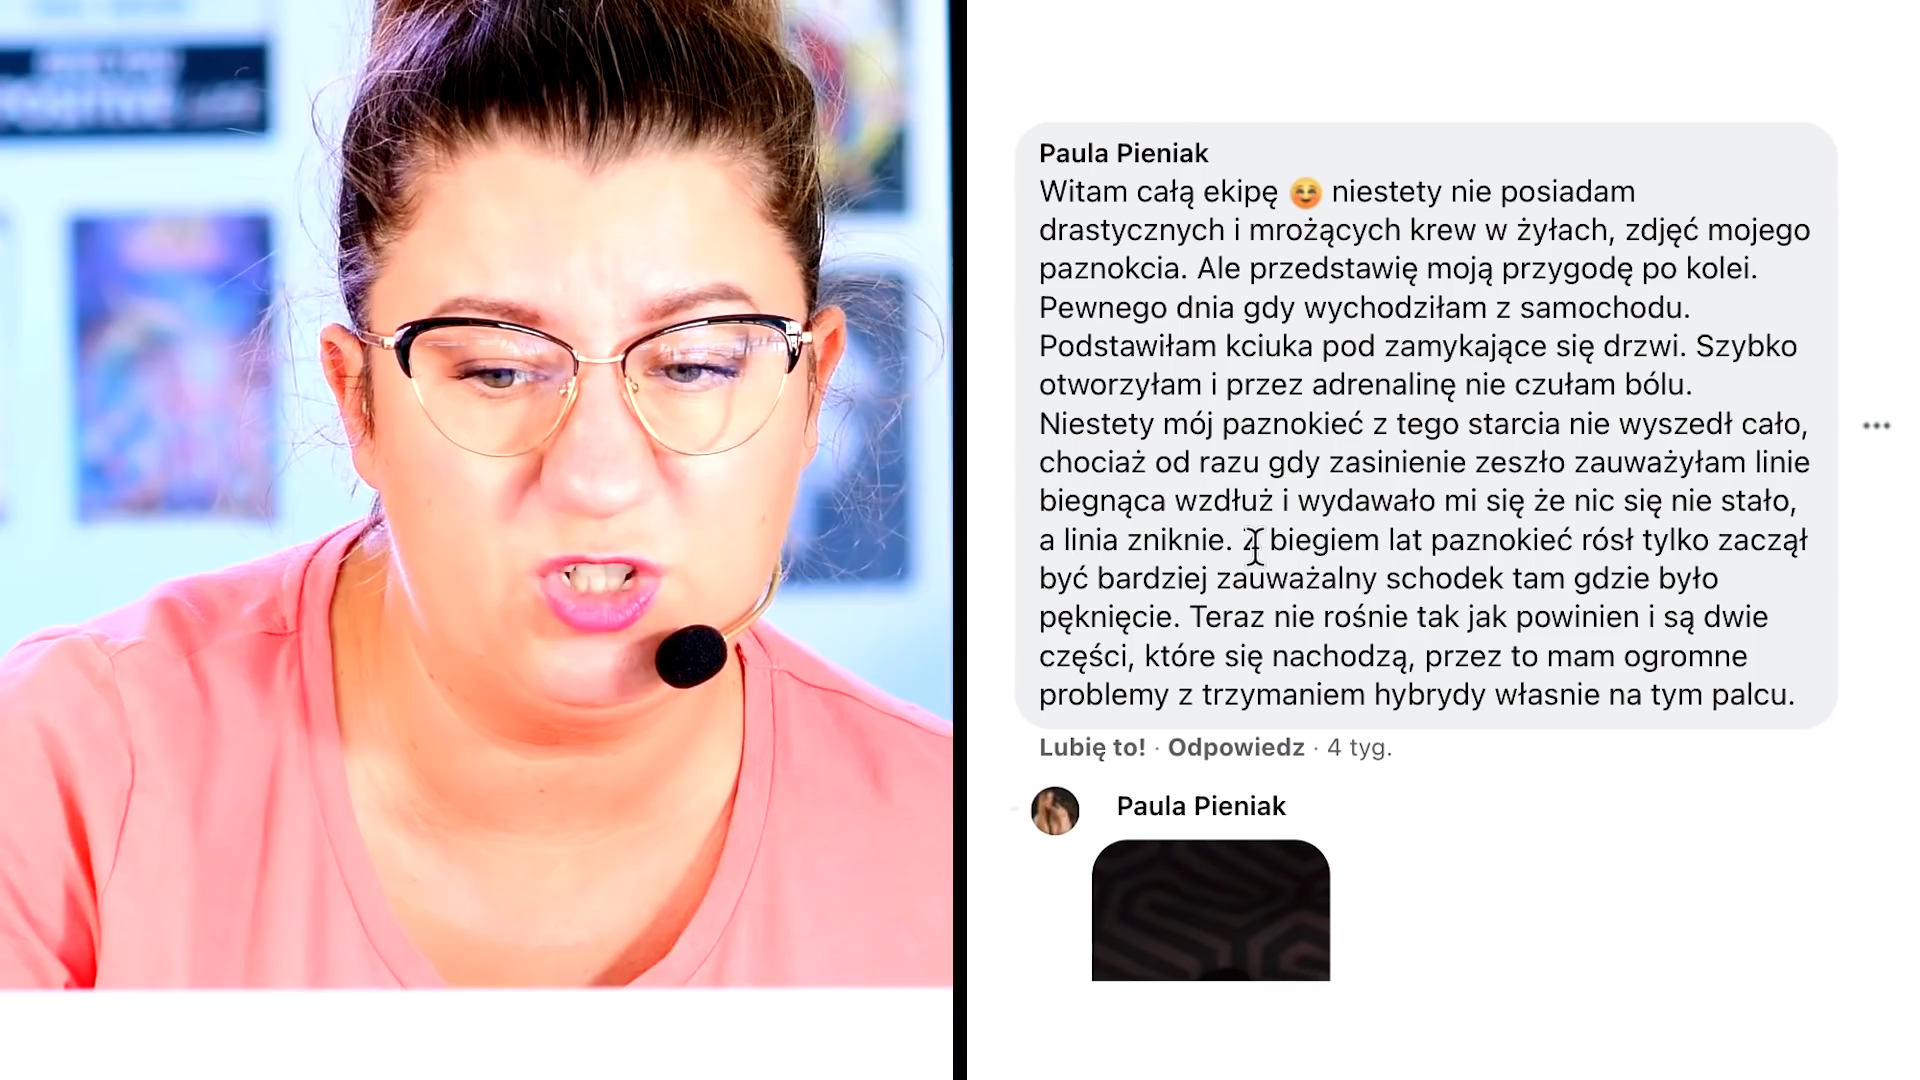 Paula Pieniak
Witam całą ekipę 😊 niestety nie posiadam
drastycznych i mrożących krew w żyłach, zdjęć mojego
paznokcia. Ale przedstawię moją przygodę po kolei.
Pewnego dnia gdy wychodziłam z samochodu.
Podstawiłam kciuka pod zamykające się drzwi. Szybko
otworzyłam i przez adrenalinę nie czułam bólu.
Niestety mój paznokieć z tego starcia nie wyszedł cało,
chociaż od razu gdy zasinienie zeszło zauważyłam linie
biegnąca wzdłuż i wydawało mi się że nic się nie stało,
a linia zniknie. Z biegiem lat paznokieć rósł tylko zaczął
być bardziej zauważalny schodek tam gdzie było
pęknięcie. Teraz nie rośnie tak jak powinien i są dwie
części, które się nachodzą, przez to mam ogromne
problemy z trzymaniem hybrydy własnie na tym palcu.
Lubię to! · Odpowiedz · 4 tyg.
Paula Pieniak